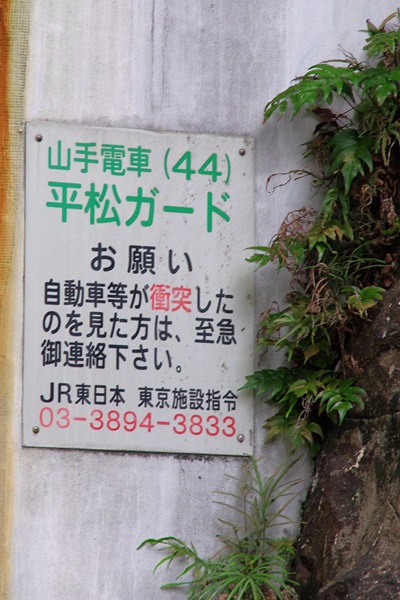 山手電車(44)
平松ガード
お願い
自動車等が衝突した
のを見た方は、至急
御連絡下さい。
JR東日本 東京施設指令
03-3894-3833